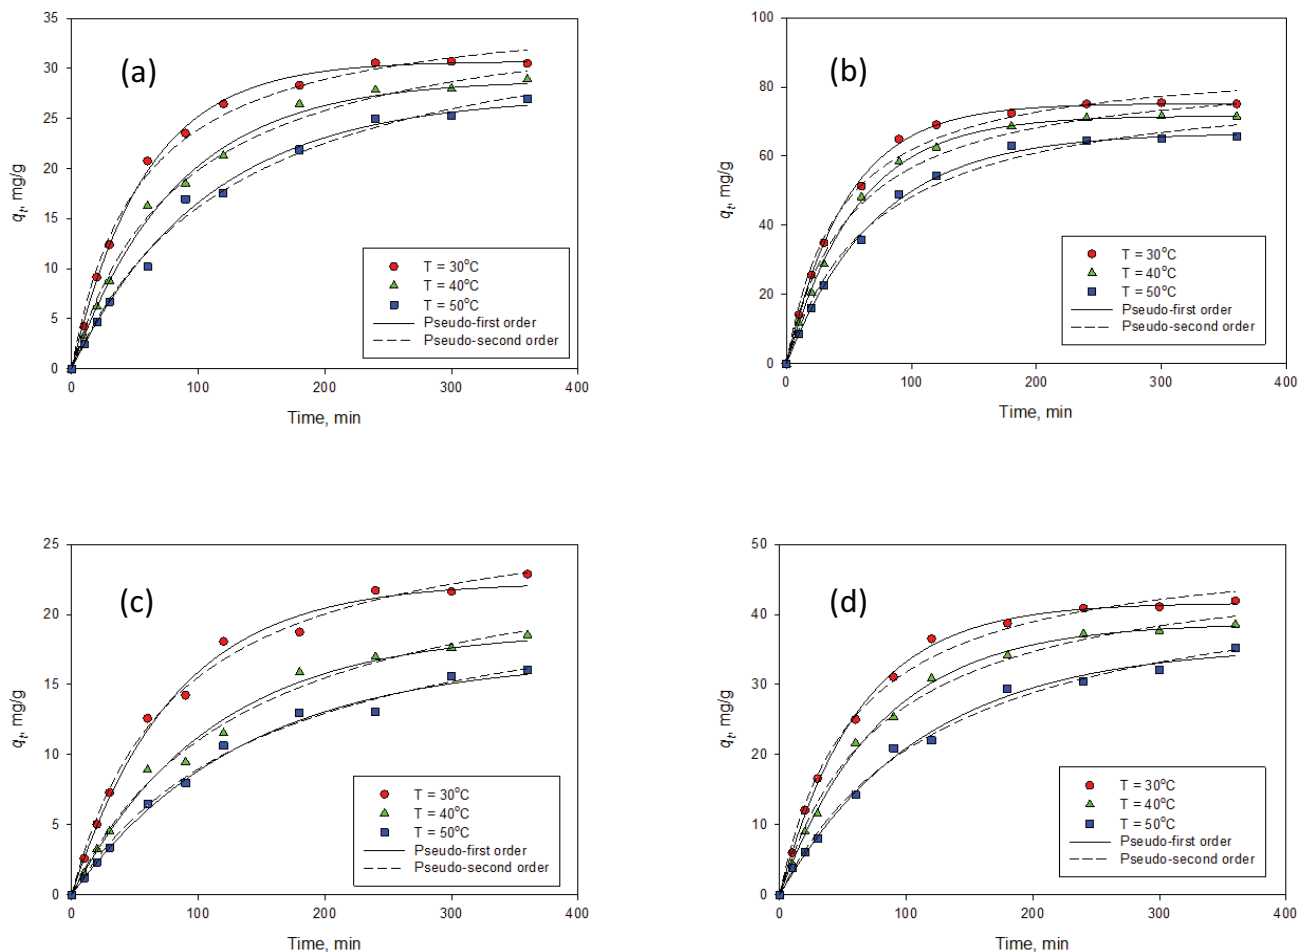 (a)
35
30
25
20
15
10
5
0
qt, mg/g
T = 30°C
T = 40°C
T = 50°C
Pseudo-first order
Pseudo-second order
0 100 200 300 400
Time, min
(b)
100
80
60
40
20
0
qt, mg/g
T = 30°C
T = 40°C
T = 50°C
Pseudo-first order
Pseudo-second order
0 100 200 300 400
Time, min
(c)
25
20
15
10
5
0
qt, mg/g
T = 30°C
T = 40°C
T = 50°C
Pseudo-first order
Pseudo-second order
0 100 200 300 400
Time, min
(d)
50
40
30
20
10
0
qt, mg/g
T = 30°C
T = 40°C
T = 50°C
Pseudo-first order
Pseudo-second order
0 100 200 300 400
Time, min